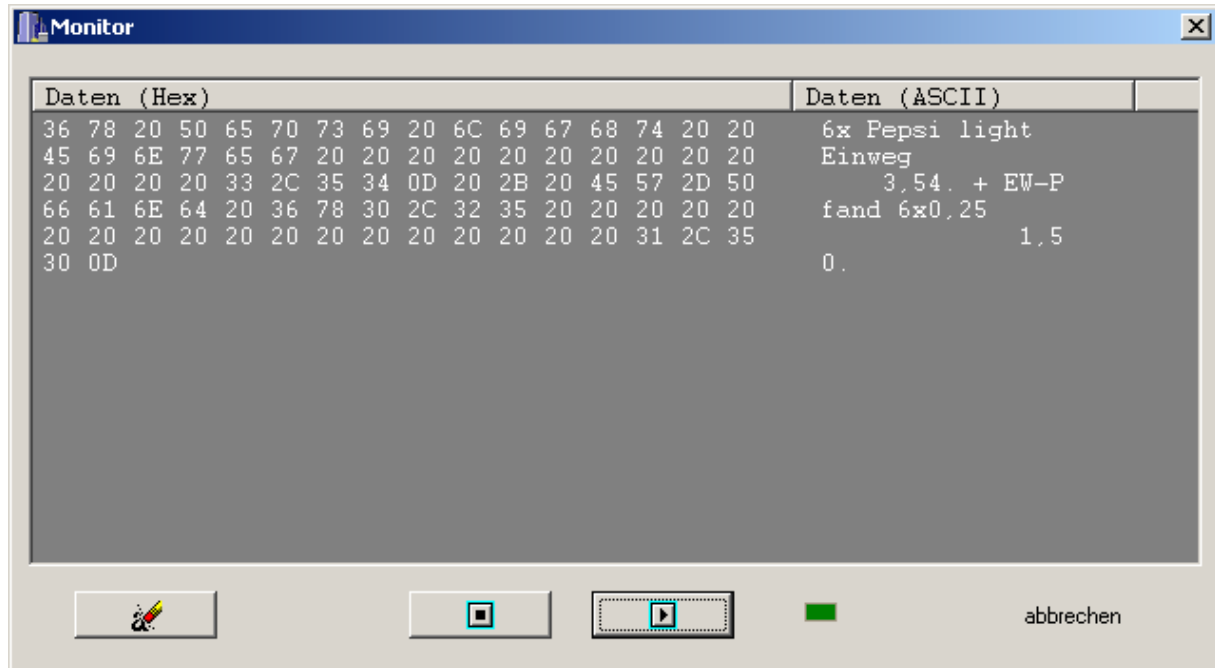 Monitor
Daten (Hex) Daten (ASCII)
36 78 20 50 65 70 73 69 20 6C 69 67 68 74 20 20 6x Pepsi light
45 69 6E 77 65 67 20 20 20 20 20 20 20 20 20 20 Einweg
20 20 20 20 33 2C 35 34 0D 20 2B 20 45 57 2D 50 3,54. + EW-P
66 61 6E 64 20 36 78 30 2C 32 35 20 20 20 20 20 fand 6x0,25
20 20 20 20 20 20 20 20 20 20 20 20 20 31 2C 35 1,5
30 0D 0.
abbrechen